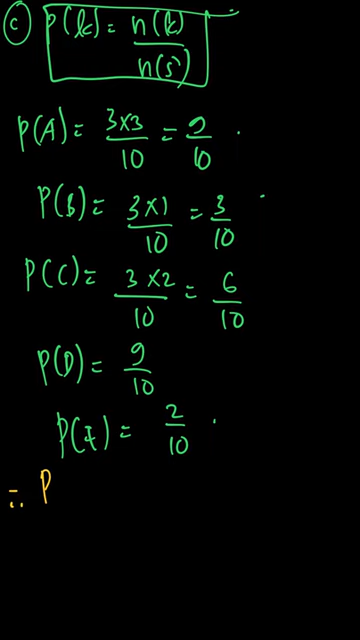 (c) P(k) = n(k)/n(s)
P(A) = 3×3/10 = 9/10 .
P(B) = 3×1/10 = 3/10
P(C) = 3×2/10 = 6/10
P(D) = 9/10
P(E) = 2/10 .
∴ P